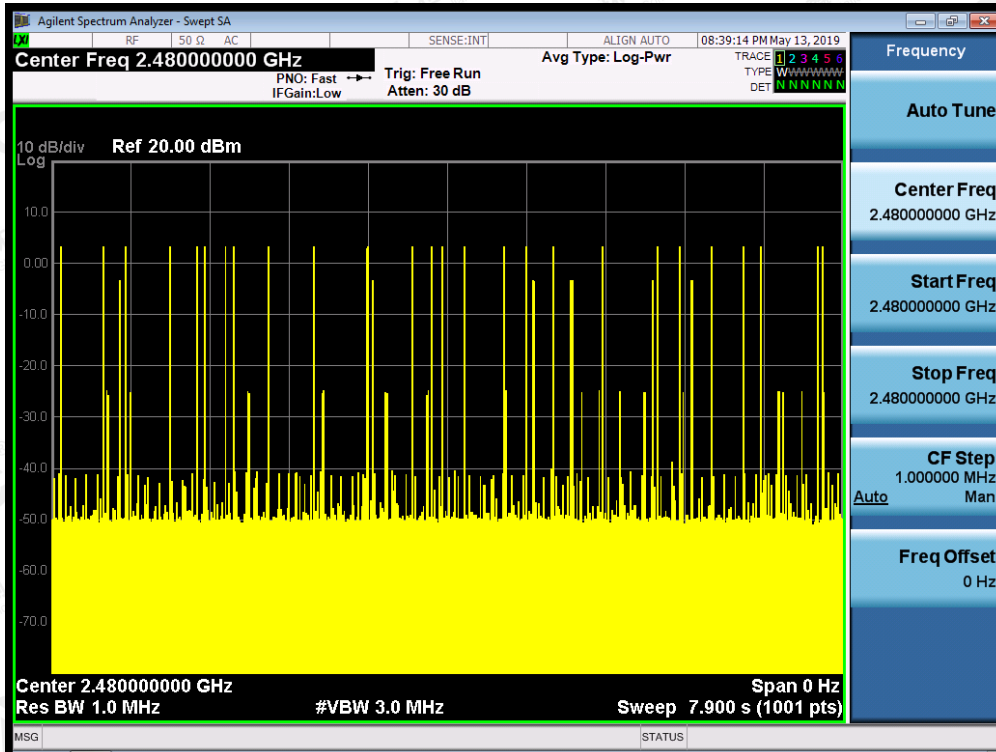 Agilent Spectrum Analyzer - Swept SA
LXI RF 50 Ω AC SENSE:INT ALIGN AUTO 08:39:14 PM May 13, 2019
Center Freq 2.480000000 GHz
PNO: Fast
IFGain:Low
Trig: Free Run
Atten: 30 dB
Avg Type: Log-Pwr
TRACE 1 2 3 4 5 6
TYPE WWWWWW
DET N N N N N N
Frequency
10 dB/div Ref 20.00 dBm
Log
10.0
0.00
-10.0
-20.0
-30.0
-40.0
-50.0
-60.0
-70.0
Center 2.480000000 GHz Span 0 Hz
Res BW 1.0 MHz #VBW 3.0 MHz Sweep 7.900 s (1001 pts)
MSG STATUS
Auto Tune
Center Freq
2.480000000 GHz
Start Freq
2.480000000 GHz
Stop Freq
2.480000000 GHz
CF Step
1.000000 MHz
Auto Man
Freq Offset
0 Hz